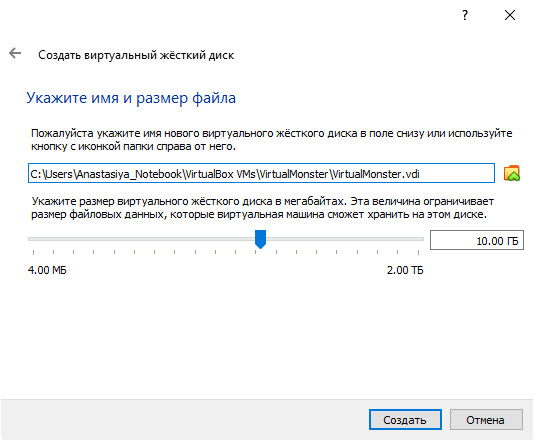 ?
Создать виртуальный жёсткий диск
Укажите имя и размер файла
Пожалуйста укажите имя нового виртуального жёсткого диска в поле снизу или используйте
кнопку с иконкой папки справа от него.
C:\Users\Anastasiya_Notebook\VirtualBox VMs\VirtualMonster\VirtualMonster.vdi
Укажите размер виртуального жёсткого диска в мегабайтах. Эта величина ограничивает
размер файловых данных, которые виртуальная машина сможет хранить на этом диске.
10.00 ГБ
4.00 МБ 2.00 ТБ
Создать Отмена